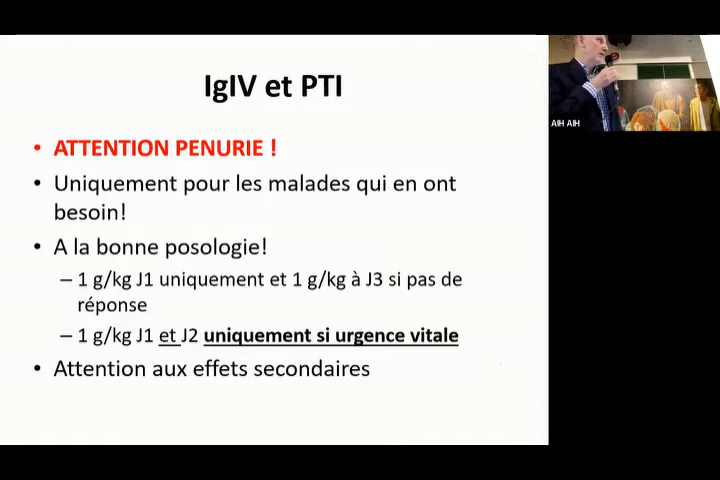 IgIV et PTI
• ATTENTION PENURIE !
• Uniquement pour les malades qui en ont
besoin!
• A la bonne posologie!
– 1 g/kg J1 uniquement et 1 g/kg à J3 si pas de
réponse
– 1 g/kg J1 et J2 uniquement si urgence vitale
• Attention aux effets secondaires
AIH AIH